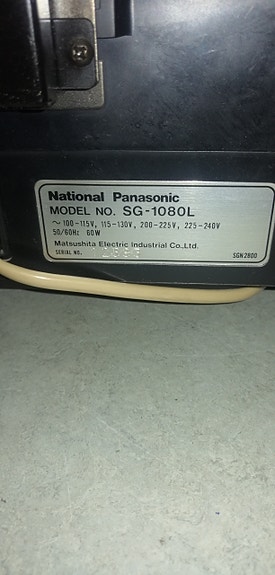 National Panasonic
MODEL NO. SG-1080L
~ 100-115V, 115-130V, 200-225V, 225-240V
50/60Hz 60W
Matsushita Electric Industrial Co.,Ltd.
SERIAL NO.
SGN2800